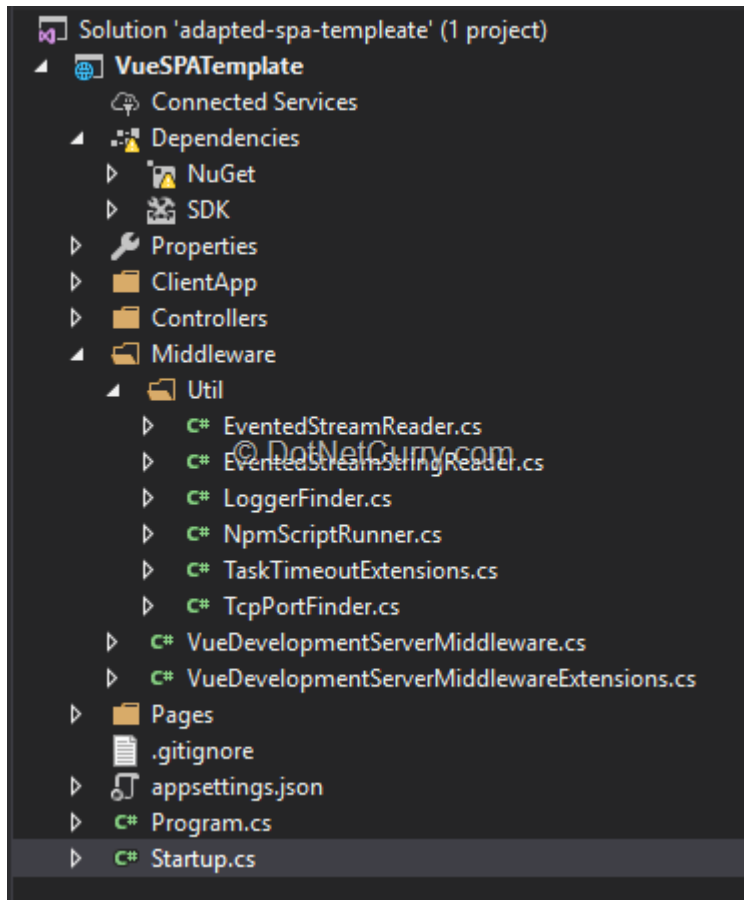 Solution 'adapted-spa-templeate' (1 project)
VueSPATemplate
Connected Services
Dependencies
NuGet
SDK
Properties
ClientApp
Controllers
Middleware
Util
C# EventedStreamReader.cs
© DotNetCurry.com
C# EventedStreamStringReader.cs
C# LoggerFinder.cs
C# NpmScriptRunner.cs
C# TaskTimeoutExtensions.cs
C# TcpPortFinder.cs
C# VueDevelopmentServerMiddleware.cs
C# VueDevelopmentServerMiddlewareExtensions.cs
Pages
.gitignore
appsettings.json
C# Program.cs
C# Startup.cs